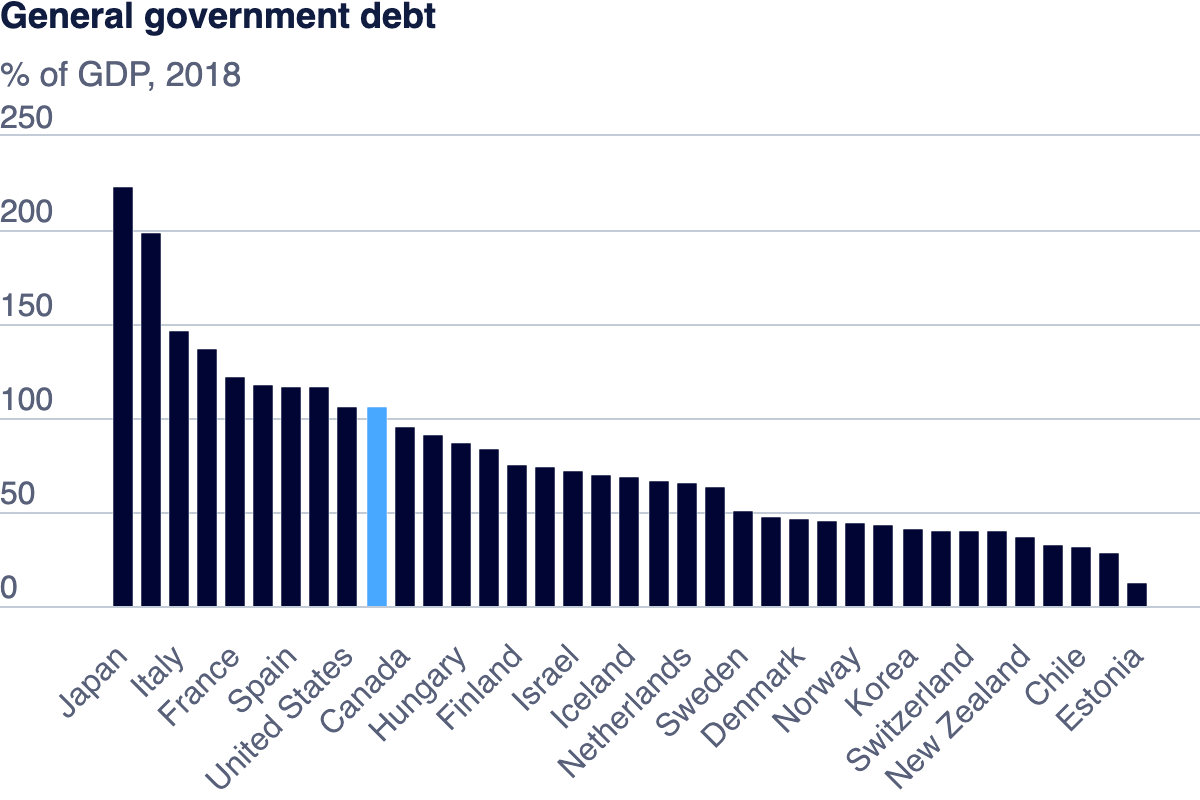 General government debt
% of GDP, 2018
250
200
150
100
50
0
Japan
Italy
France
Spain
United States
Canada
Hungary
Finland
Israel
Iceland
Netherlands
Sweden
Denmark
Norway
Korea
Switzerland
New Zealand
Chile
Estonia